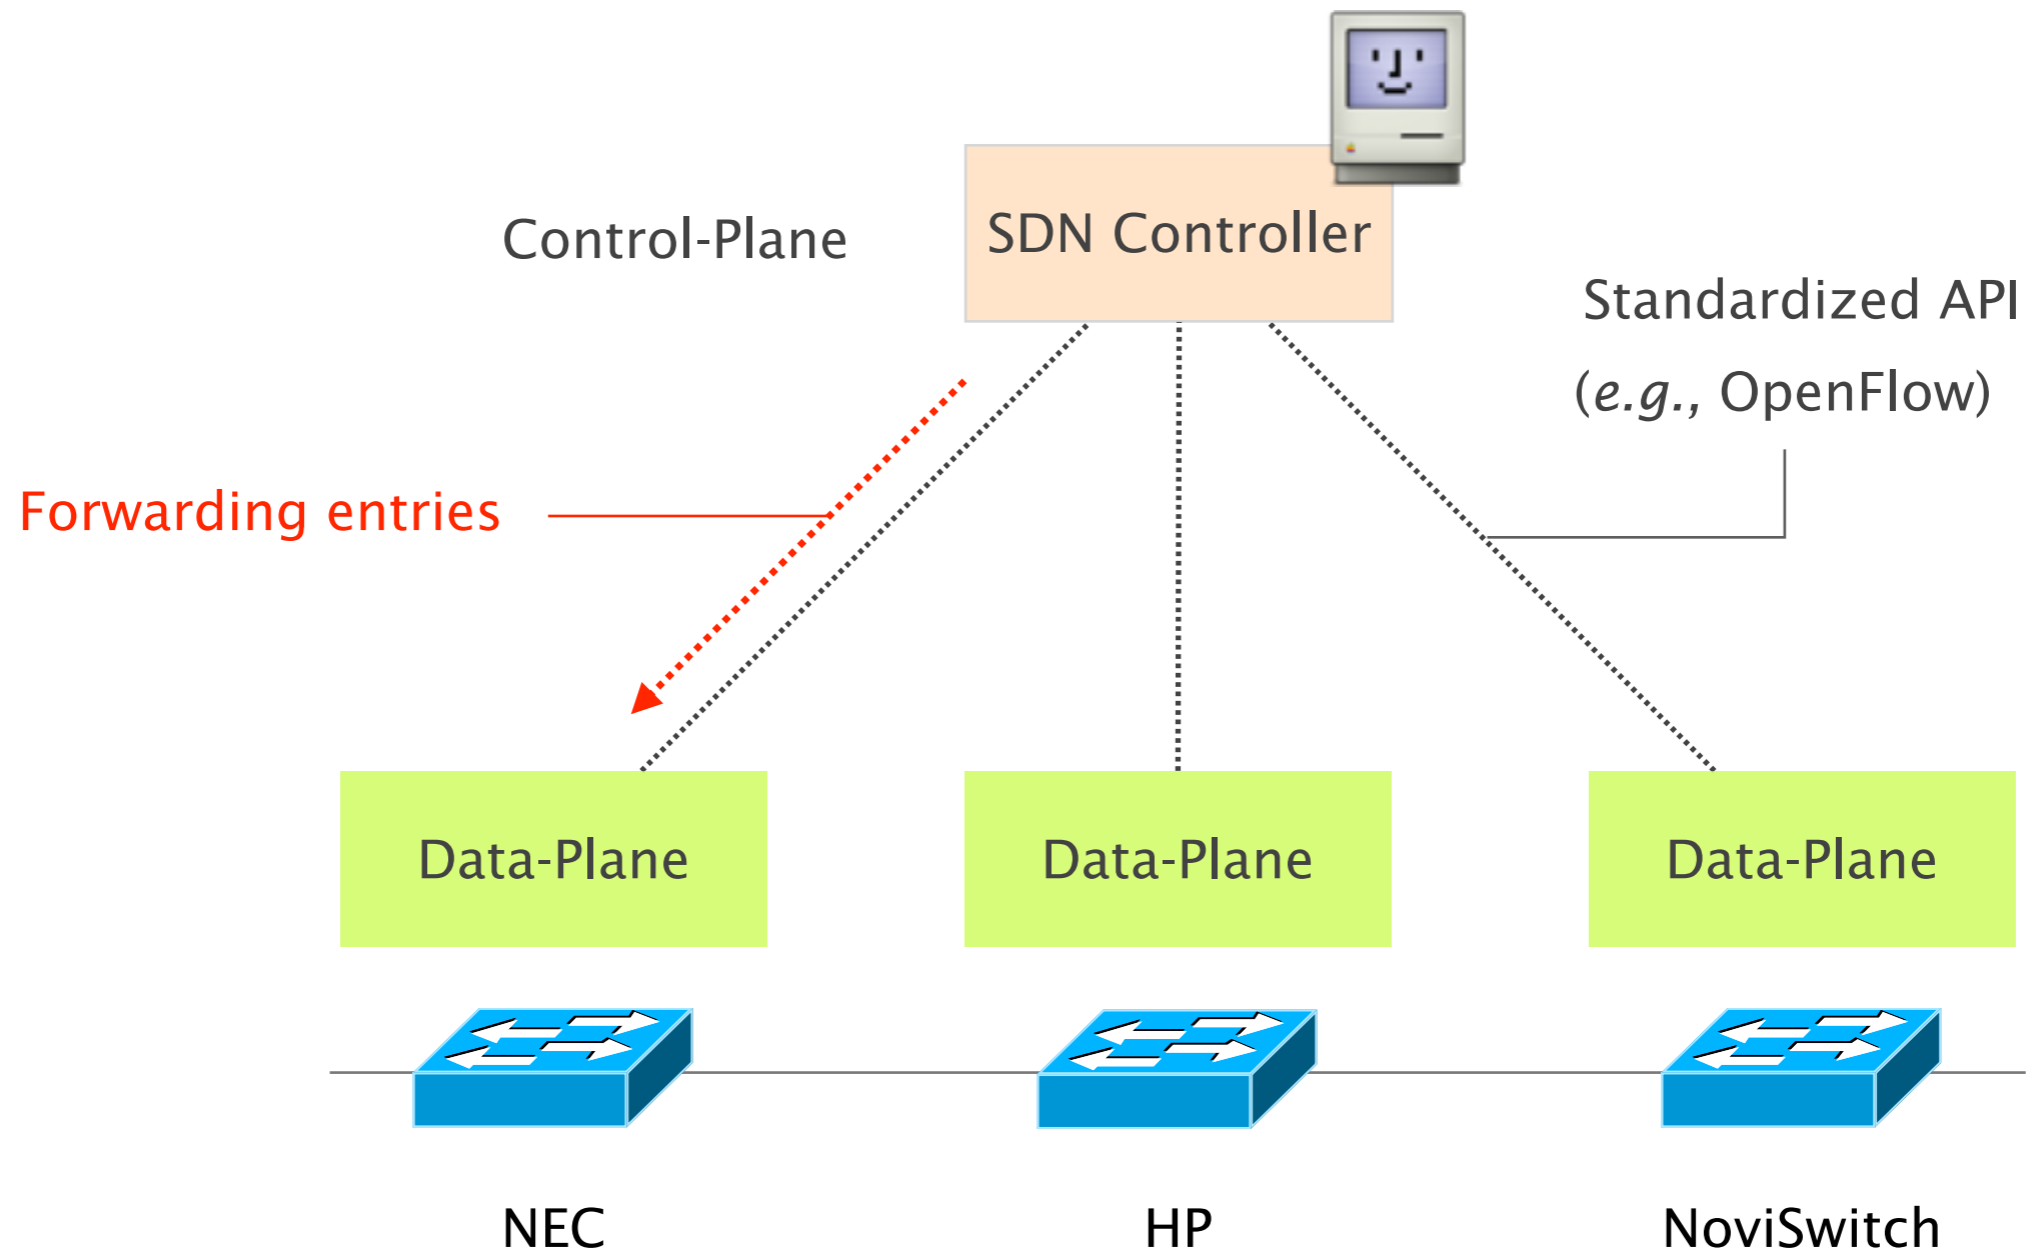 Control-Plane
SDN Controller
Standardized API
(e.g., OpenFlow)
Forwarding entries
Data-Plane
Data-Plane
Data-Plane
NEC
HP
NoviSwitch